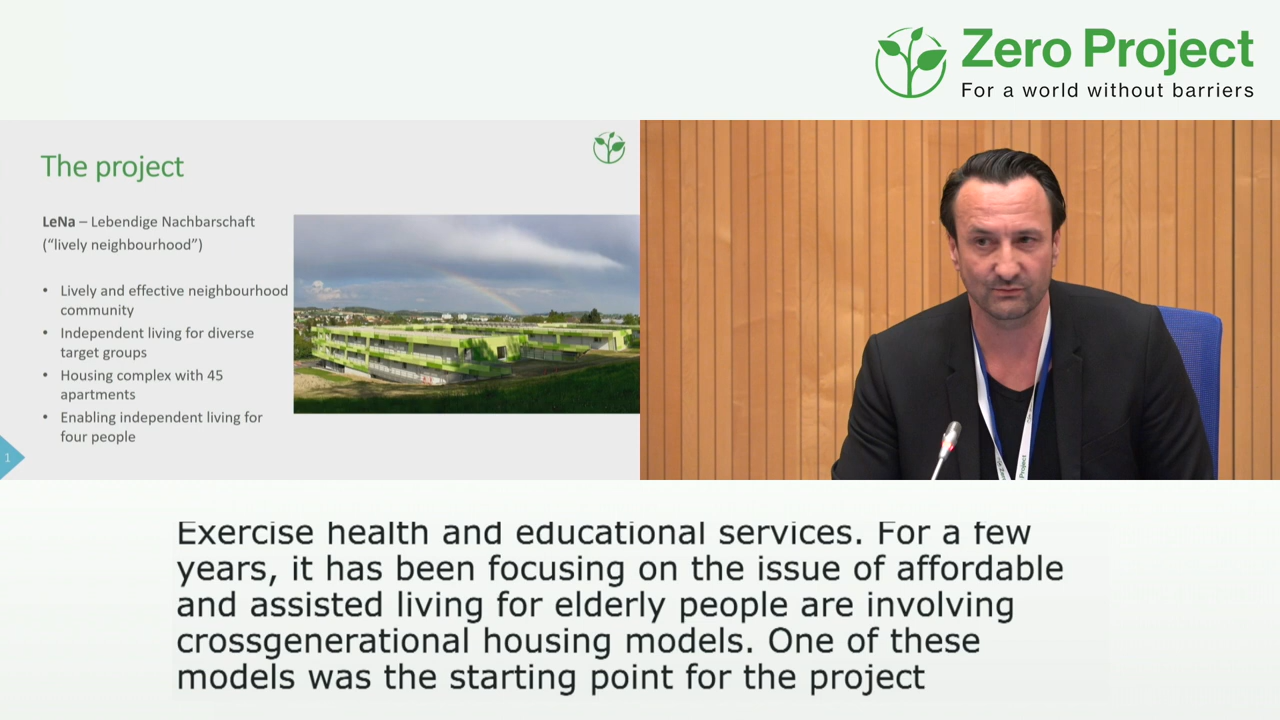 Zero Project
For a world without barriers
The project
LeNa – Lebendige Nachbarschaft
(“lively neighbourhood”)
• Lively and effective neighbourhood
community
• Independent living for diverse
target groups
• Housing complex with 45
apartments
• Enabling independent living for
four people
1
Exercise health and educational services. For a few
years, it has been focusing on the issue of affordable
and assisted living for elderly people are involving
crossgenerational housing models. One of these
models was the starting point for the project